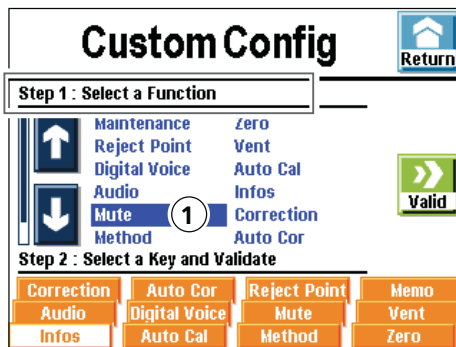 Custom Config
Return
Step 1 : Select a Function
Maintenance Zero
Reject Point Vent
Digital Voice Auto Cal
Audio Infos
Mute 1 Correction
Method Auto Cor
Valid
Step 2 : Select a Key and Validate
Correction Auto Cor Reject Point Memo
Audio Digital Voice Mute Vent
Infos Auto Cal Method Zero